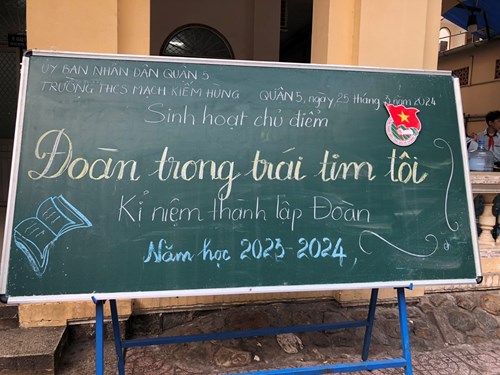 ỦY BAN NHÂN DÂN QUẬN 5
TRƯỜNG THCS MẠCH KIẾM HÙNG QUẬN 5, ngày 25 tháng 3 năm 2024
Sinh hoạt chủ điểm
Đoàn trong trái tim tôi
Kỉ niệm thành lập Đoàn
Năm học 2023-2024